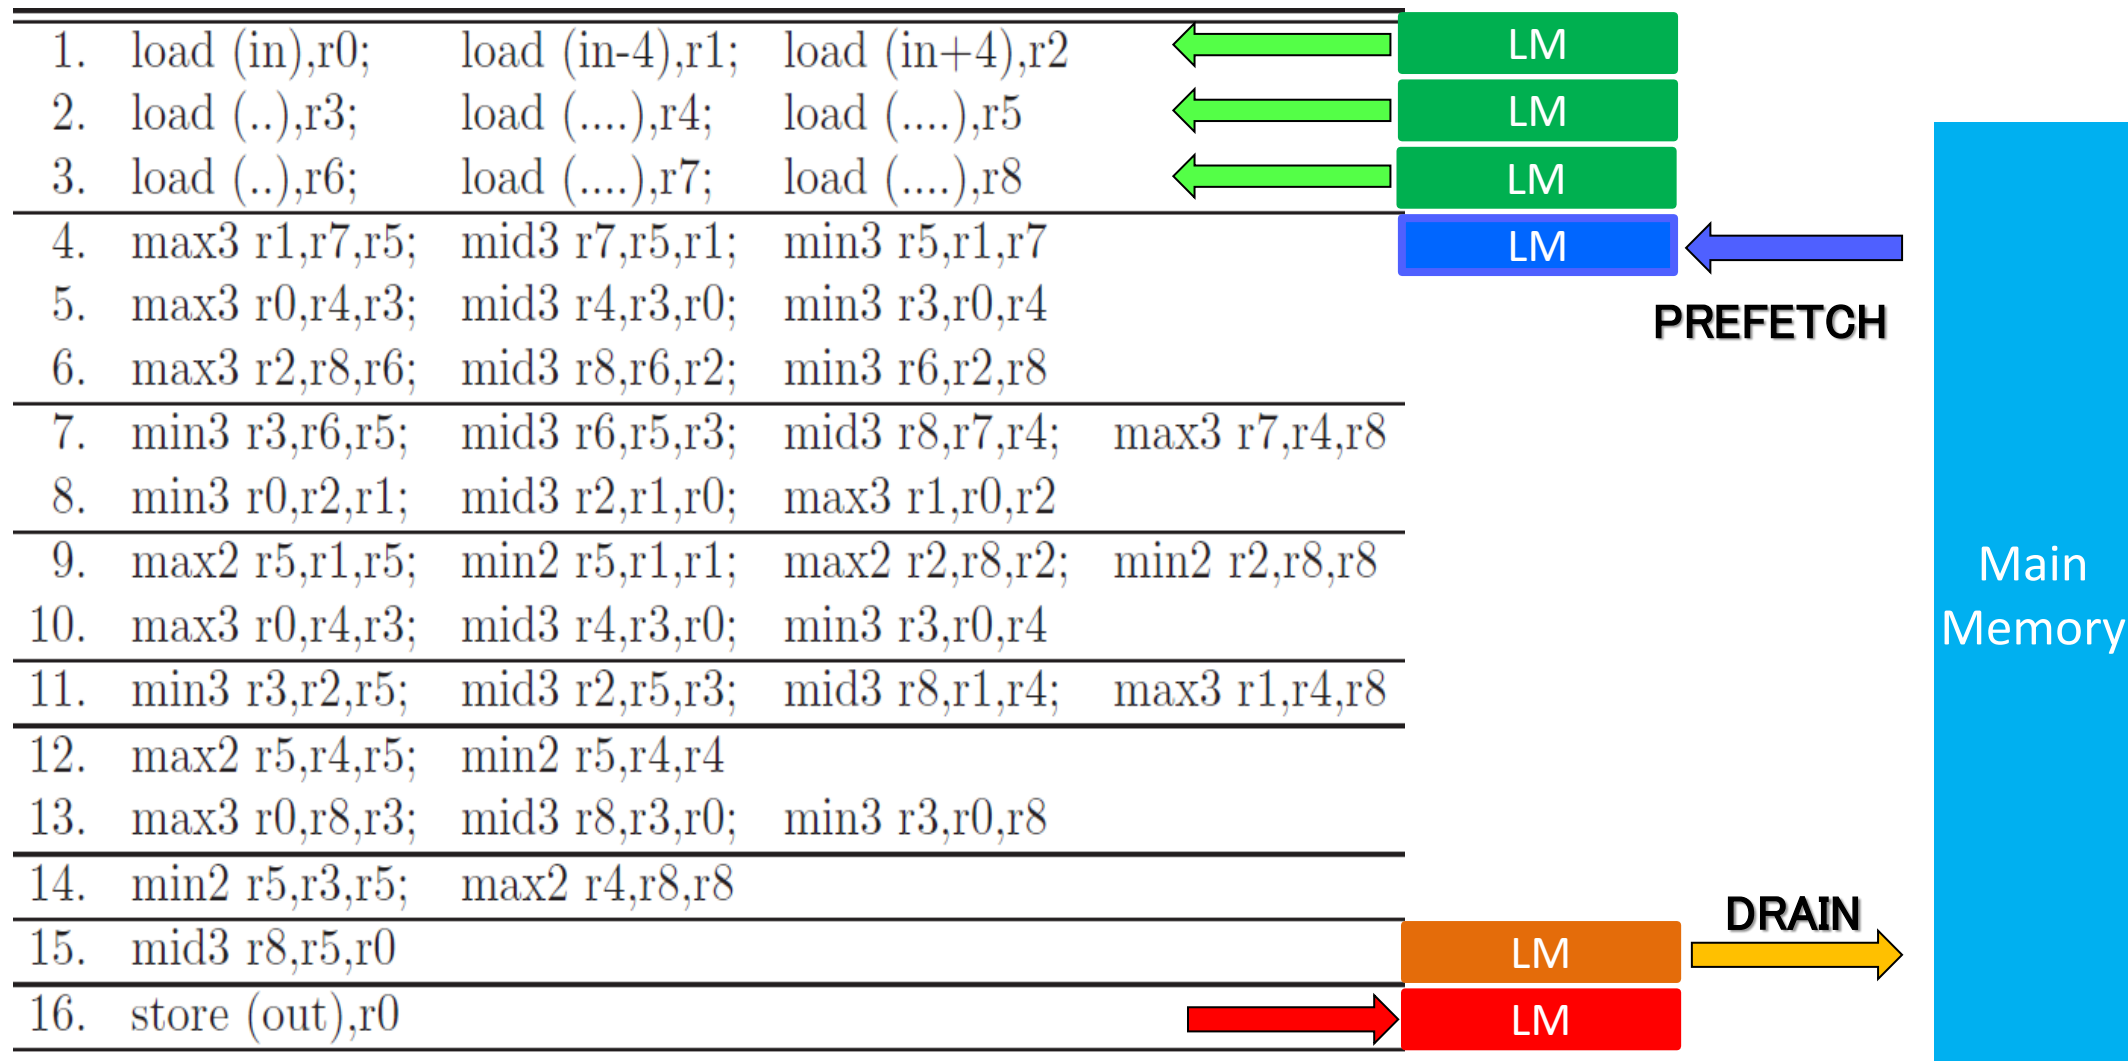 1. load (in),r0; load (in-4),r1; load (in+4),r2 LM
2. load (..),r3; load (....),r4; load (....),r5 LM
3. load (..),r6; load (....),r7; load (....),r8 LM
4. max3 r1,r7,r5; mid3 r7,r5,r1; min3 r5,r1,r7 LM
5. max3 r0,r4,r3; mid3 r4,r3,r0; min3 r3,r0,r4
PREFETCH
6. max3 r2,r8,r6; mid3 r8,r6,r2; min3 r6,r2,r8
7. min3 r3,r6,r5; mid3 r6,r5,r3; mid3 r8,r7,r4; max3 r7,r4,r8
8. min3 r0,r2,r1; mid3 r2,r1,r0; max3 r1,r0,r2
9. max2 r5,r1,r5; min2 r5,r1,r1; max2 r2,r8,r2; min2 r2,r8,r8
10. max3 r0,r4,r3; mid3 r4,r3,r0; min3 r3,r0,r4
Main
Memory
11. min3 r3,r2,r5; mid3 r2,r5,r3; mid3 r8,r1,r4; max3 r1,r4,r8
12. max2 r5,r4,r5; min2 r5,r4,r4
13. max3 r0,r8,r3; mid3 r8,r3,r0; min3 r3,r0,r8
14. min2 r5,r3,r5; max2 r4,r8,r8
DRAIN
15. mid3 r8,r5,r0 LM
16. store (out),r0 LM